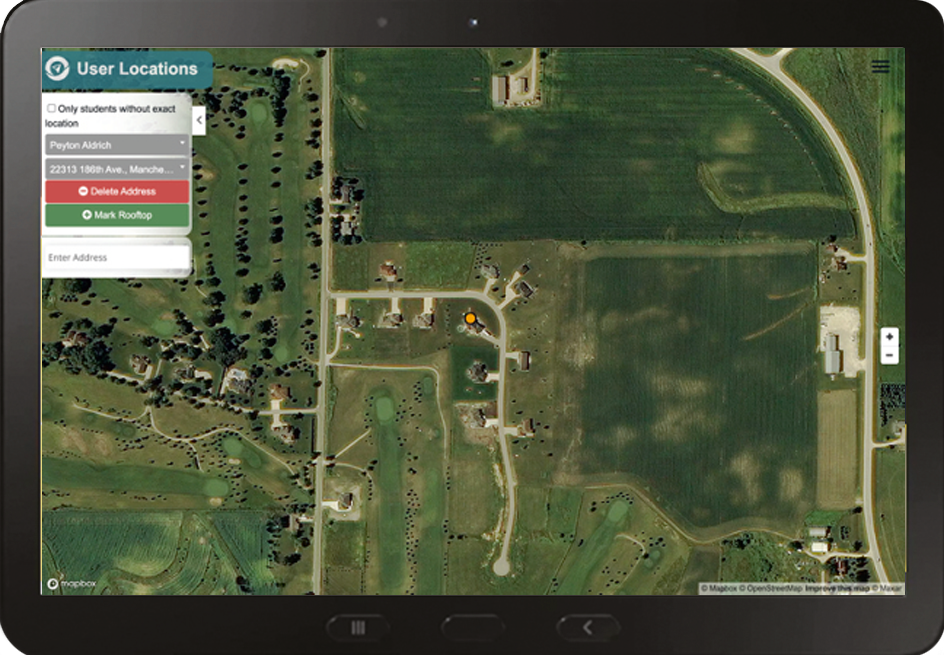 User Locations
Only students without exact
location
Peyton Aldrich
22313 186th Ave., Manche...
Delete Address
Mark Rooftop
Enter Address
+
−
mapbox
© Mapbox © OpenStreetMap Improve this map © Maxar